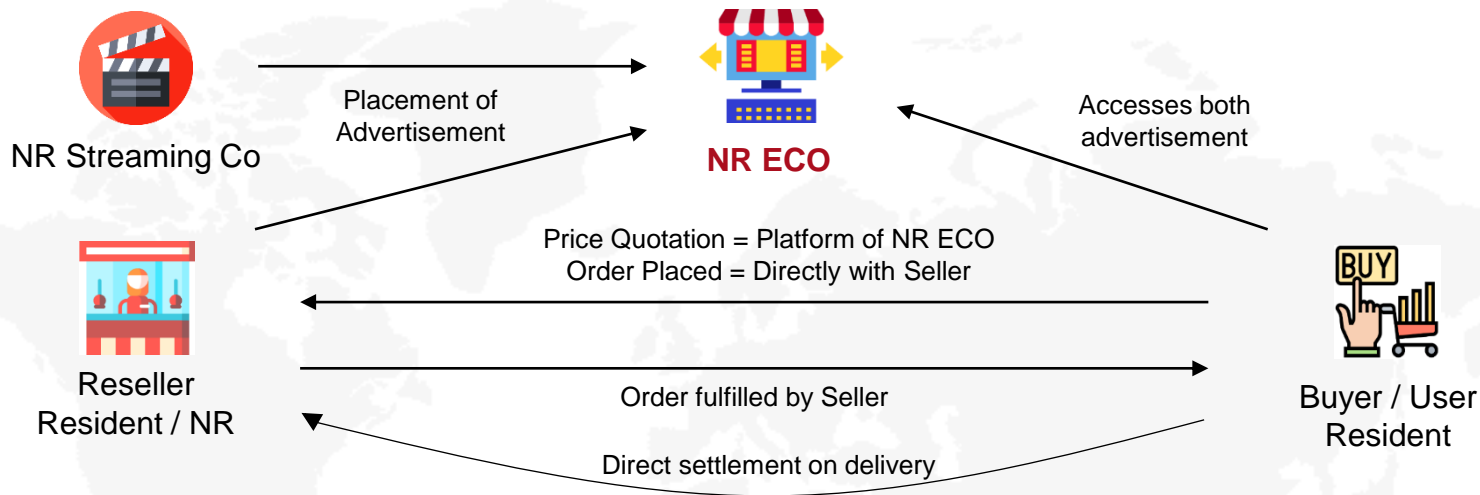 Placement of
Advertisement
NR Streaming Co
NR ECO
Accesses both
advertisement
Price Quotation = Platform of NR ECO
Order Placed = Directly with Seller
BUY
Reseller
Resident / NR
Order fulfilled by Seller
Buyer / User
Resident
Direct settlement on delivery